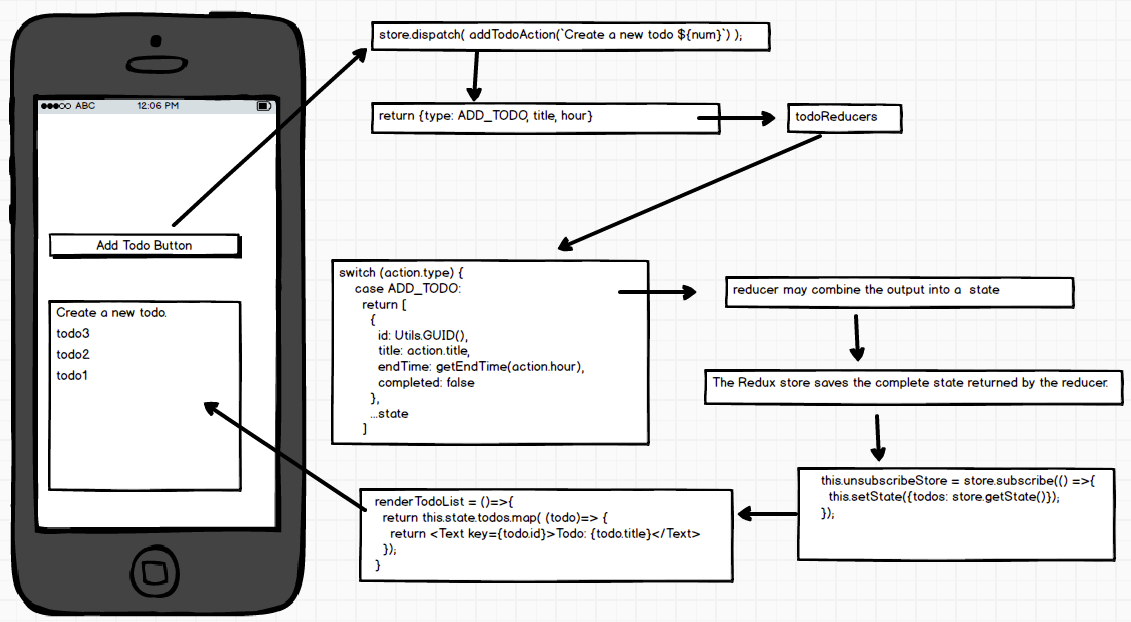 ABC 12:06 PM
Add Todo Button
Create a new todo.
todo3
todo2
todo1
store.dispatch( addTodoAction(`Create a new todo ${num}`) );
return {type: ADD_TODO, title, hour}
todoReducers
switch (action.type) {
case ADD_TODO:
return [
{
id: Utils.GUID(),
title: action.title,
endTime: getEndTime(action.hour),
completed: false
},
...state
]
reducer may combine the output into a state
The Redux store saves the complete state returned by the reducer.
this.unsubscribeStore = store.subscribe(() =>{
this.setState({todos: store.getState()});
});
renderTodoList = ()=>{
return this.state.todos.map( (todo)=> {
return <Text key={todo.id}>Todo: {todo.title}</Text>
});
}